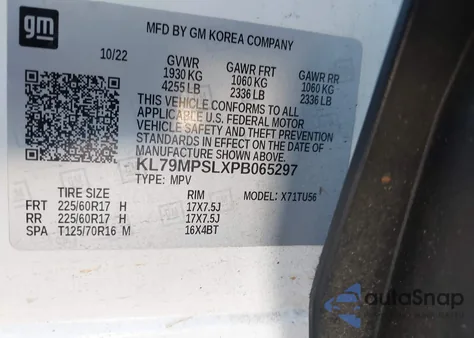 gm
MFD BY GM KOREA COMPANY
10/22 GVWR GAWR FRT GAWR RR
1930 KG 1060 KG 1060 KG
4255 LB 2336 LB 2336 LB
THIS VEHICLE CONFORMS TO ALL
APPLICABLE U.S. FEDERAL MOTOR
VEHICLE SAFETY AND THEFT PREVENTION
STANDARDS IN EFFECT ON THE DATE OF
MANUFACTURE SHOWN ABOVE.
KL79MPSLXPB065297
TYPE: MPV
TIRE SIZE RIM MODEL: X71TU56
FRT 225/60R17 H 17X7.5J
RR 225/60R17 H 17X7.5J
SPA T125/70R16 M 16X4BT
autoSnap